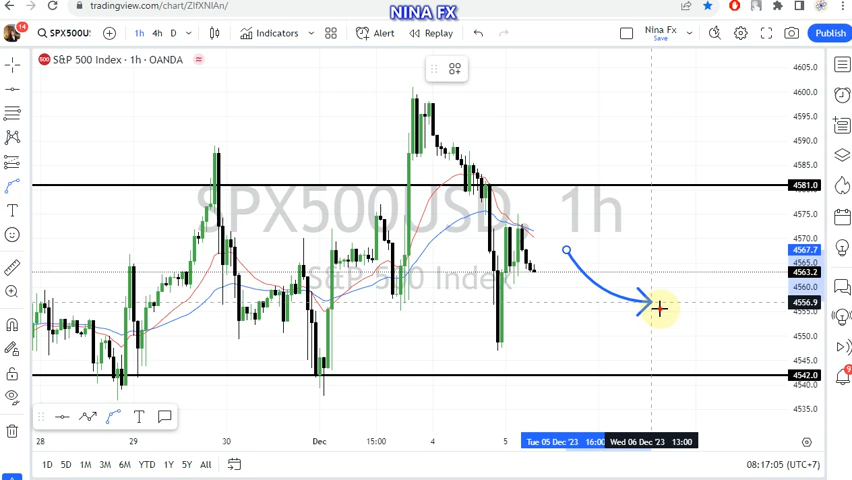 NINA FX
tradingview.com/chart/ZIfXNIAn/
14
SPX500U:
1h 4h D
Indicators
Alert
Replay
Nina Fx
Save
Publish
500 S&P 500 Index · 1h · OANDA
SPX500USD, 1h
S&P 500 Index
4605.0
4600.0
4595.0
4590.0
4585.0
4581.0
4575.0
4570.0
4567.7
4565.0
4563.2
4560.0
4556.9
4555.0
4550.0
4545.0
4542.0
4535.0
28 29 30 Dec 15:00 4 5
Tue 05 Dec '23 16:00
Wed 06 Dec '23 13:00
1D 5D 1M 3M 6M YTD 1Y 5Y All
08:17:05 (UTC+7)
9